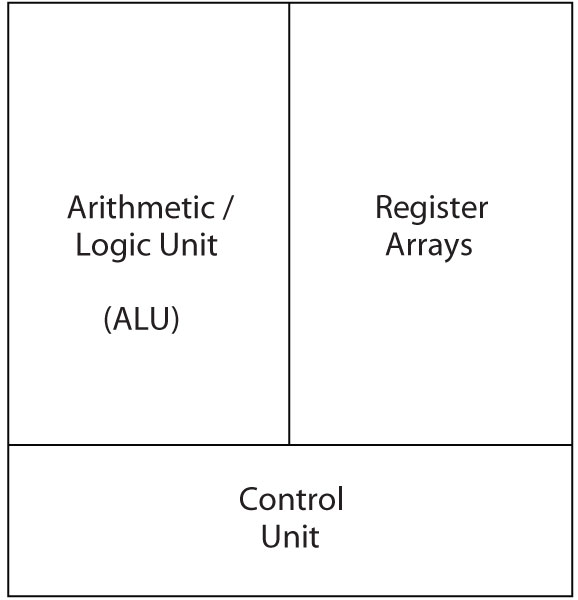 Arithmetic /
Logic Unit
(ALU)
Register
Arrays
Control
Unit